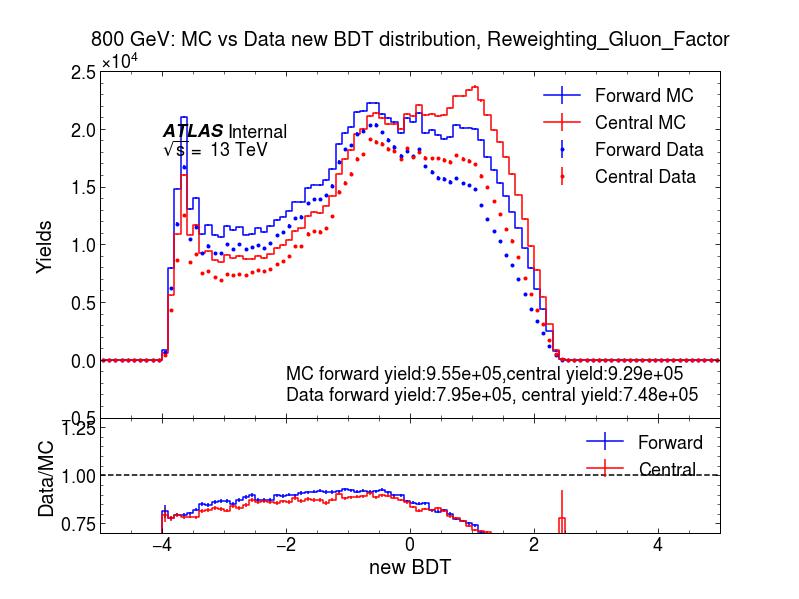 800 GeV: MC vs Data new BDT distribution, Reweighting_Gluon_Factor
×10⁴
2.5
2.0
1.5
1.0
0.5
0.0
−0.5
Yields
ATLAS Internal
√s = 13 TeV
Forward MC
Central MC
Forward Data
Central Data
MC forward yield:9.55e+05,central yield:9.29e+05
Data forward yield:7.95e+05, central yield:7.48e+05
1.25
1.00
0.75
Data/MC
Forward
Central
−4 −2 0 2 4
new BDT